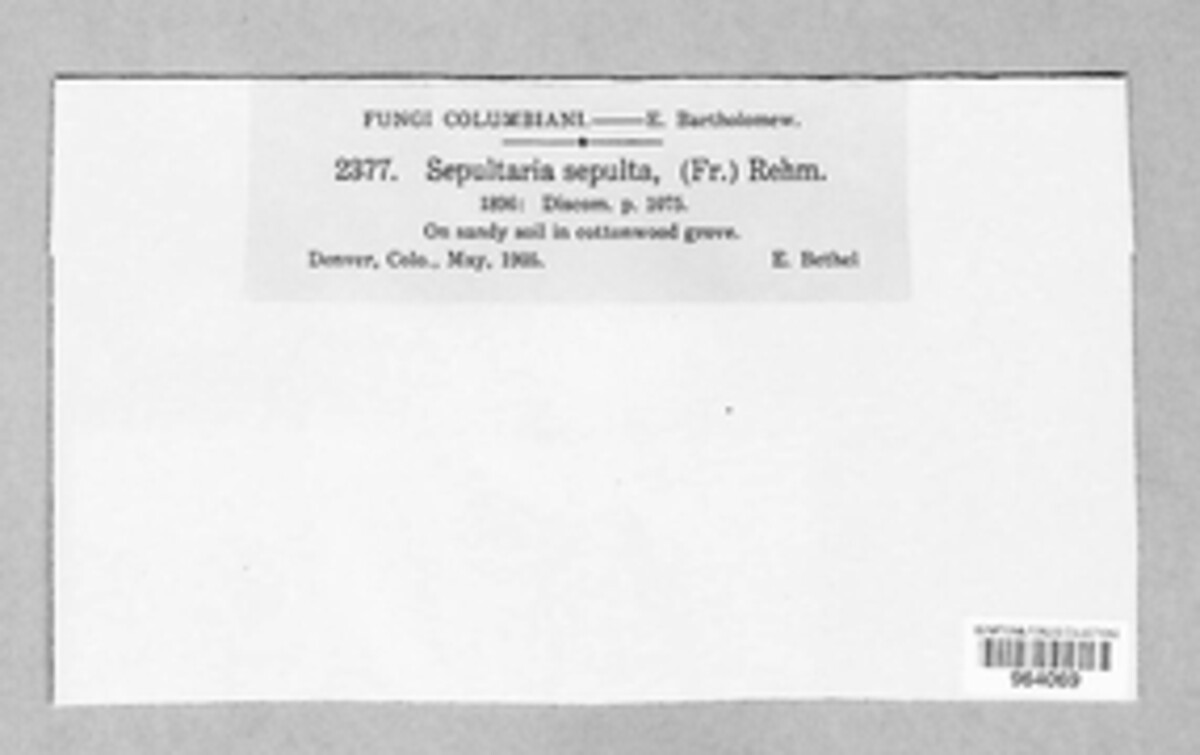 FUNGI COLUMBIANI.——E. Bartholomew.
2377. Sepultaria sepulta, (Fr.) Rehm.
1896: Discom. p. 1075.
On sandy soil in cottonwood grove.
Denver, Colo., May, 1905. E. Bethel
964069